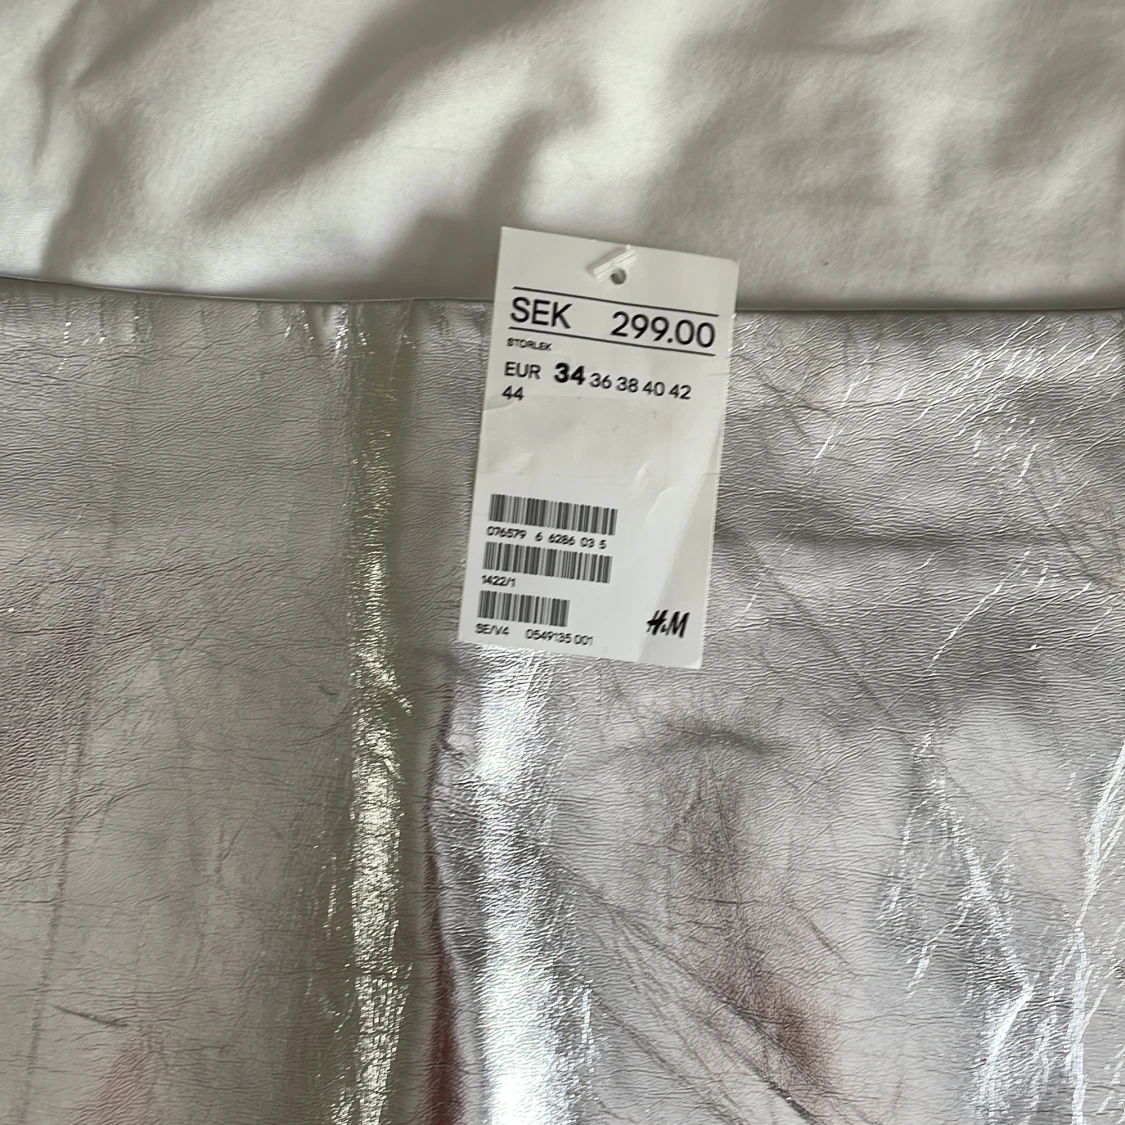 SEK 299.00
STORLEK
EUR 34 36 38 40 42
44
076579 6 6286 03 5
1422/1
SE/V4 0549135 001
H&M